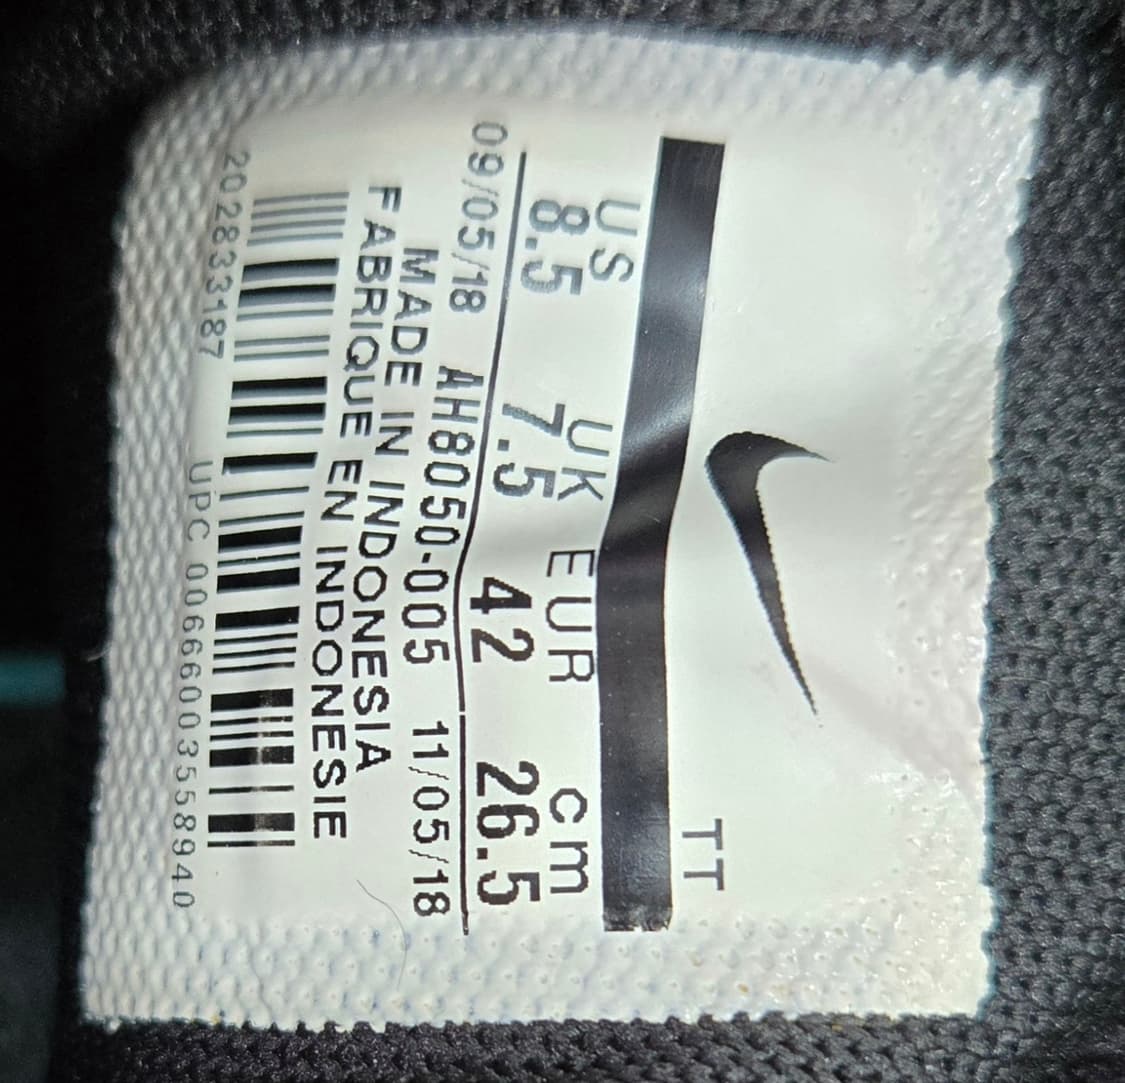 TT
US UK EUR cm
8.5 7.5 42 26.5
09/05/18 AH8050-005 11/05/18
MADE IN INDONESIA
FABRIQUE EN INDONESIE
202833187 UPC 00666003558940